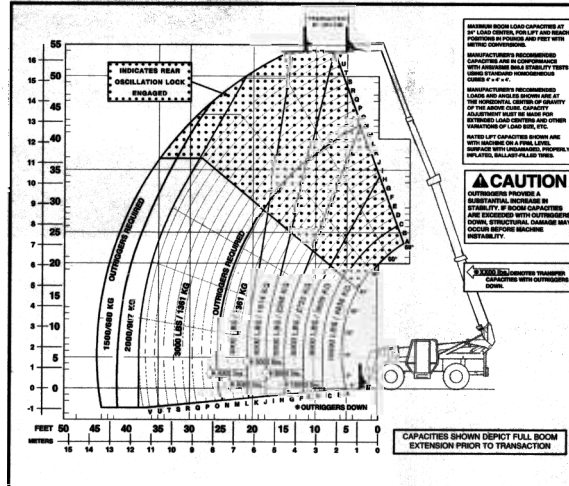 MAXIMUM BOOM LOAD CAPACITIES AT
24" LOAD CENTER, FOR LIFT AND REACH
POSITIONS IN POUNDS AND FEET WITH
METRIC CONVERSIONS.
MANUFACTURER'S RECOMMENDED
CAPACITIES ARE IN CONFORMANCE
WITH STABILITY TESTS
USING STANDARD HOMOGENEOUS
CUBES 4' x 4' x 4'.
MANUFACTURER'S RECOMMENDED
LOADS AND ANGLES SHOWN ARE AT
THE HORIZONTAL CENTER OF GRAVITY
OF THE ABOVE CUBE. CAPACITY
ADJUSTMENT MUST BE MADE FOR
EXTENDED LOAD CENTERS AND OTHER
VARIATIONS OF LOAD SIZE, ETC.
RATED LIFT CAPACITIES SHOWN ARE
WITH MACHINE ON A FIRM, LEVEL
SURFACE WITH UNDAMAGED, PROPERLY
INFLATED, BALLAST-FILLED TIRES.
CAUTION
OUTRIGGERS PROVIDE A
SUBSTANTIAL INCREASE IN
STABILITY. IF BOOM CAPACITIES
ARE EXCEEDED WITH OUTRIGGERS
DOWN, STRUCTURAL DAMAGE MAY
OCCUR BEFORE MACHINE
INSTABILITY.
DENOTES TRANSFER
CAPACITIES WITH OUTRIGGERS
DOWN.
INDICATES REAR
OSCILLATION LOCK
ENGAGED
55
16
50
15
14
45
13
40
12
11
35
10
30
9
8
25
7
20
6
5
15
4
10
3
2
5
1
0 0
-1
OUTRIGGERS REQUIRED
1500/680 KG
2000/907 KG
3000 LBS / 1361 KG
OUTRIGGERS REQUIRED
V U T S R Q P O N M L K J I H G F
OUTRIGGERS DOWN
FEET 50 45 40 35 30 25 20 15 10 5 0
METERS 15 14 13 12 11 10 9 8 7 6 5 4 3 2 1 0
CAPACITIES SHOWN DEPICT FULL BOOM
EXTENSION PRIOR TO TRANSACTION